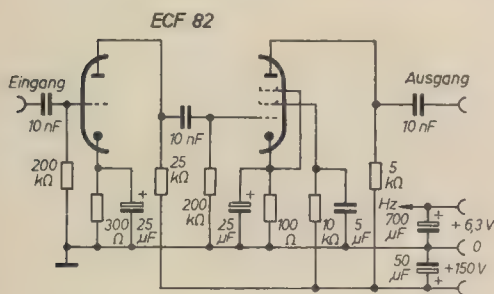 ECF 82
Eingang
Ausgang
10 nF
10 nF
10 nF
200 kΩ
300 Ω
25 µF
+
25 kΩ
200 kΩ
25 µF
+
100 Ω
10 kΩ
5 µF
5 kΩ
Hz
700 µF
+
+ 6,3 V
0
50 µF
+
+150 V